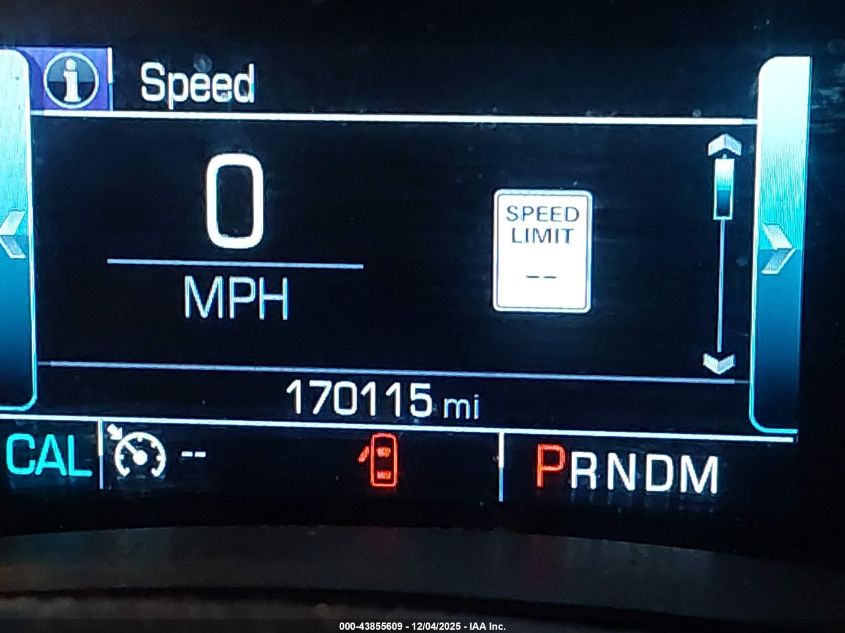 Speed
0
MPH
SPEED
LIMIT
--
170115 mi
CAL
--
PRNDM
000-43855609 - 12/04/2025 - IAA Inc.